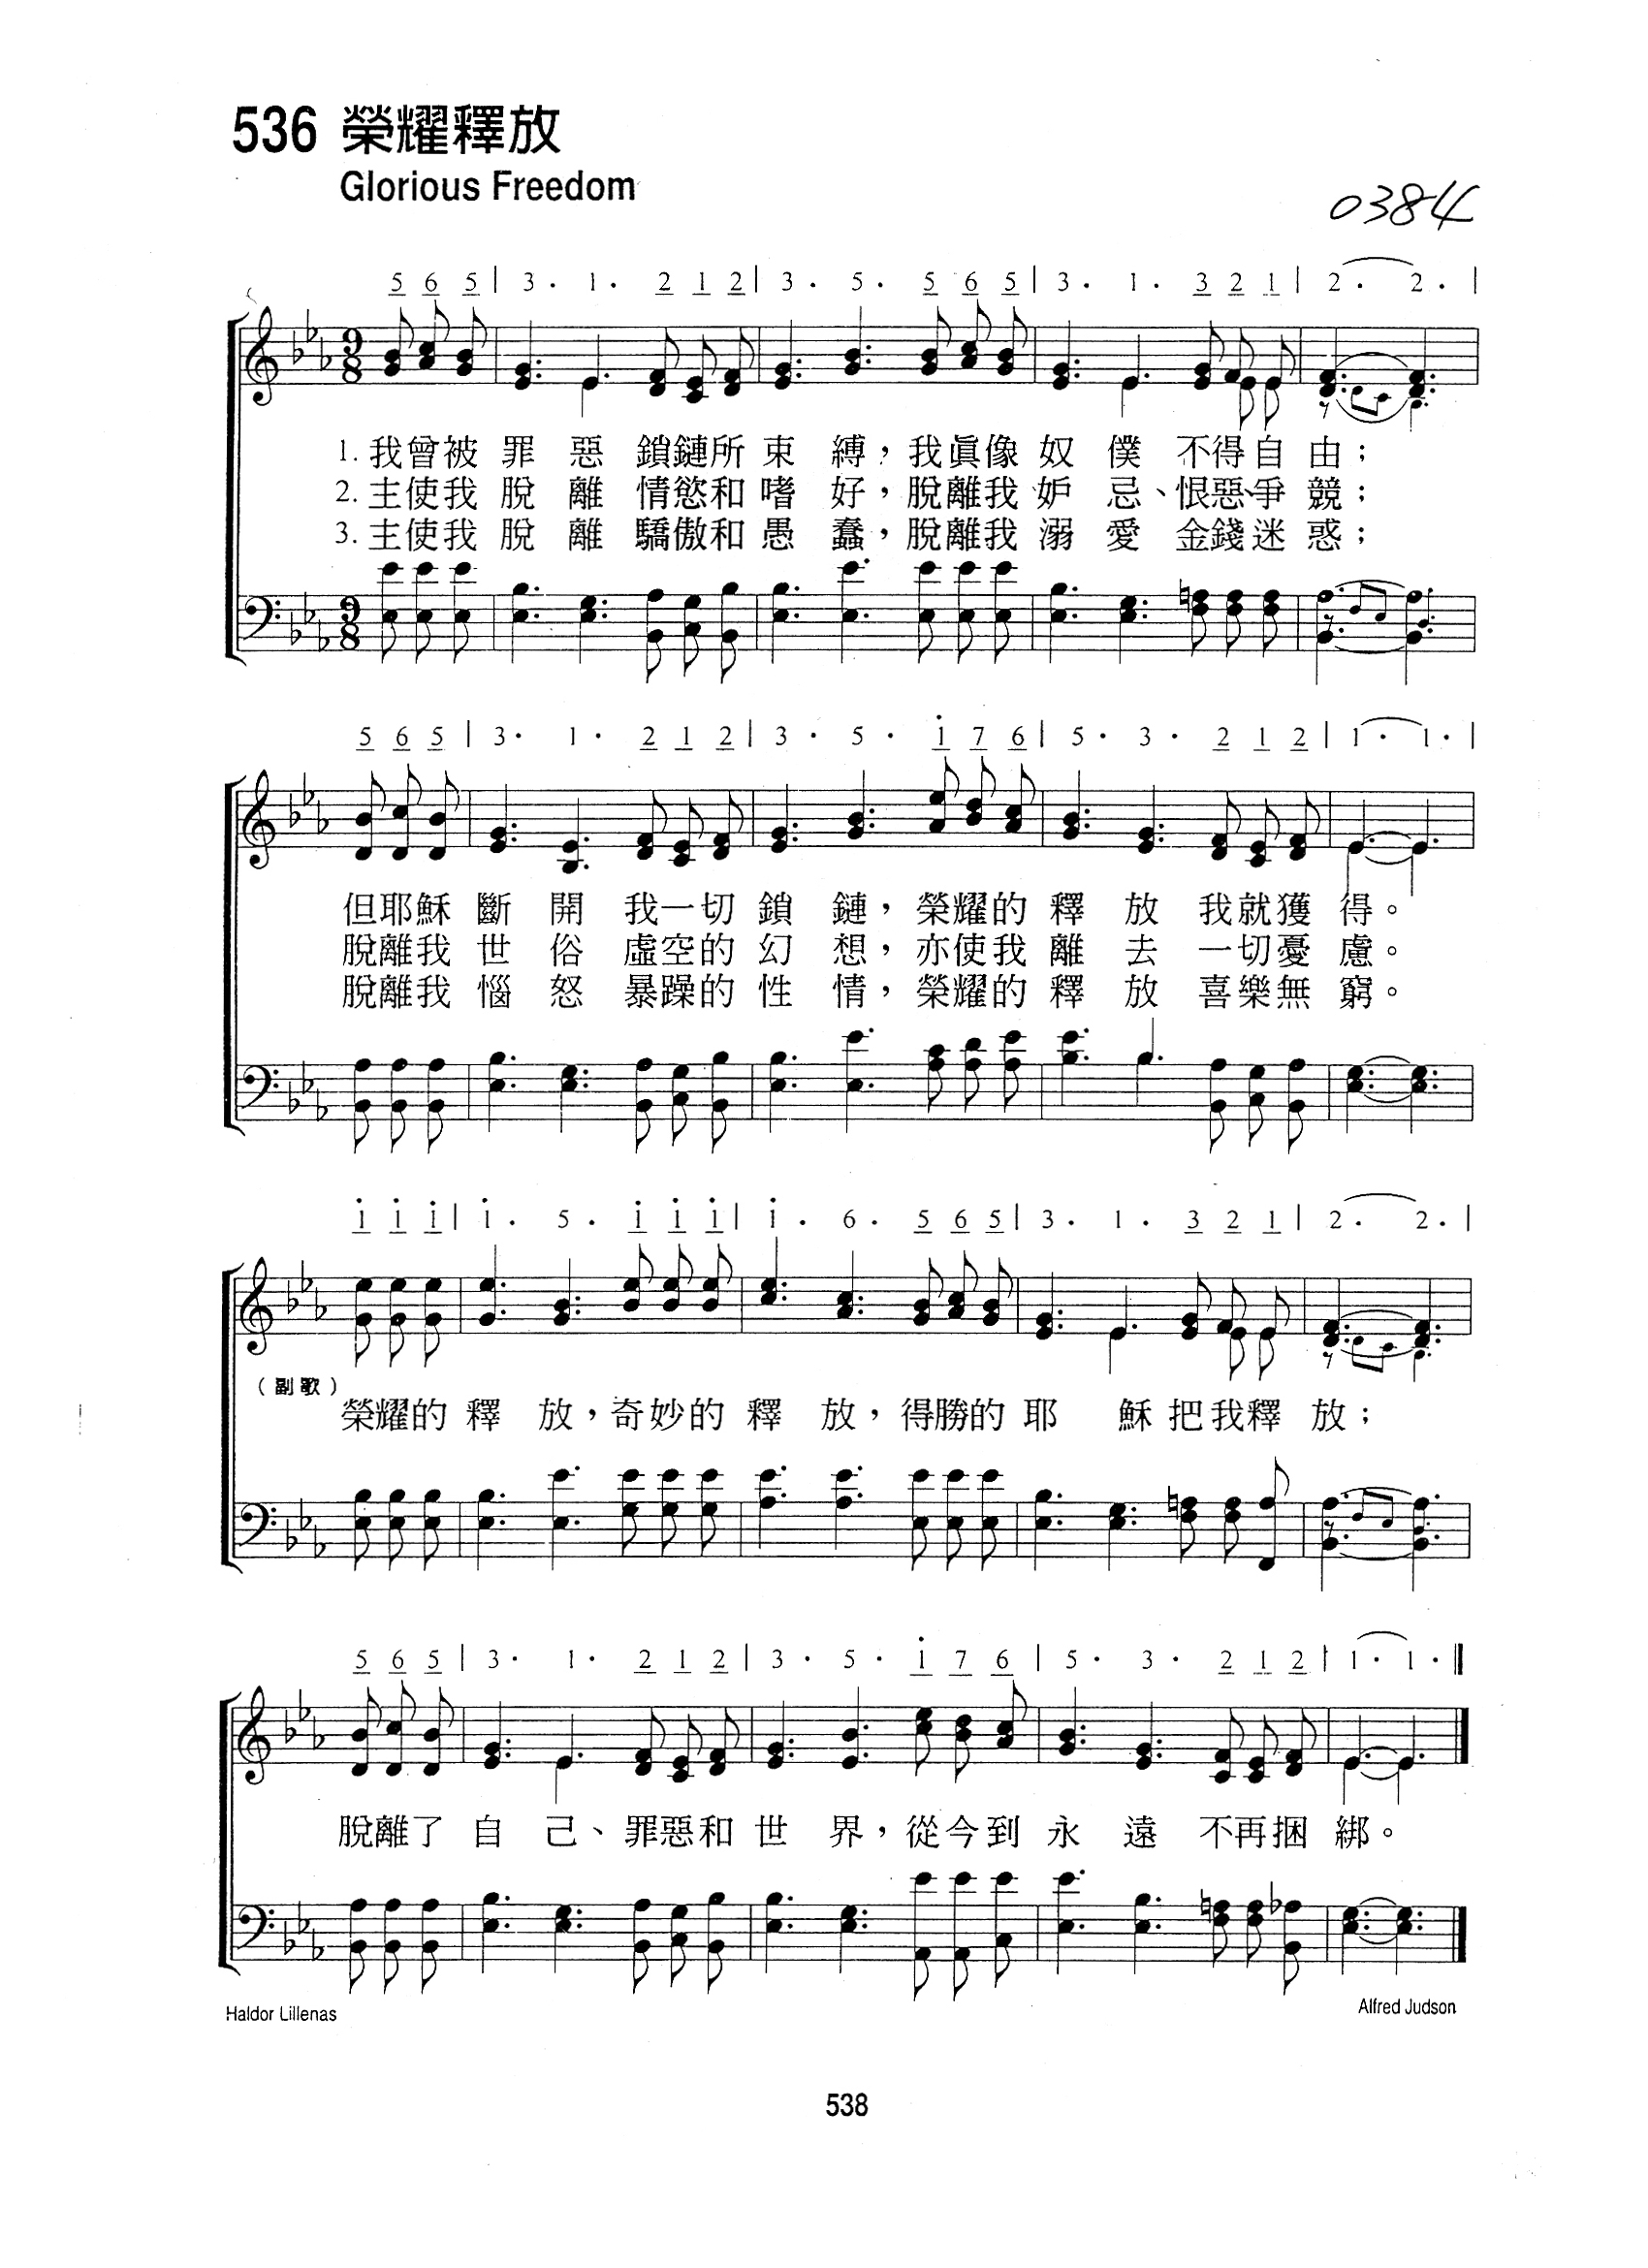 536 榮耀釋放
Glorious Freedom
0384
5 6 5 | 3 . 1 . 2 1 2 | 3 . 5 . 5 6 5 | 3 . 1 . 3 2 1 | 2 . 2 . |
9 8
1. 我曾被 罪 惡 鎖鏈所 束 縛，我眞像 奴 僕 不得自 由；
2. 主使我 脫 離 情慾和 嗜 好，脫離我 妒 忌、恨惡、爭 競；
3. 主使我 脫 離 驕傲和 愚 蠢，脫離我 溺 愛 金錢迷 惑；
9 8
5 6 5 | 3 . 1 . 2 1 2 | 3 . 5 . i 7 6 | 5 . 3 . 2 1 2 | 1 . 1 . |
但耶穌 斷 開 我一切 鎖 鏈，榮耀的 釋 放 我就獲 得。
脫離我 世 俗 虛空的 幻 想，亦使我 離 去 一切憂 慮。
脫離我 惱 怒 暴躁的 性 情，榮耀的 釋 放 喜樂無 窮。
i i i | i . 5 . i i i | i . 6 . 5 6 5 | 3 . 1 . 3 2 1 | 2 . 2 . |
（副歌）
榮耀的 釋 放，奇妙的 釋 放，得勝的 耶 穌 把我釋 放；
5 6 5 | 3 . 1 . 2 1 2 | 3 . 5 . i 7 6 | 5 . 3 . 2 1 2 | 1 . 1 . ||
脫離了 自 己、罪惡和 世 界，從今到 永 遠 不再捆 綁。
Haldor Lillenas
Alfred Judson
538